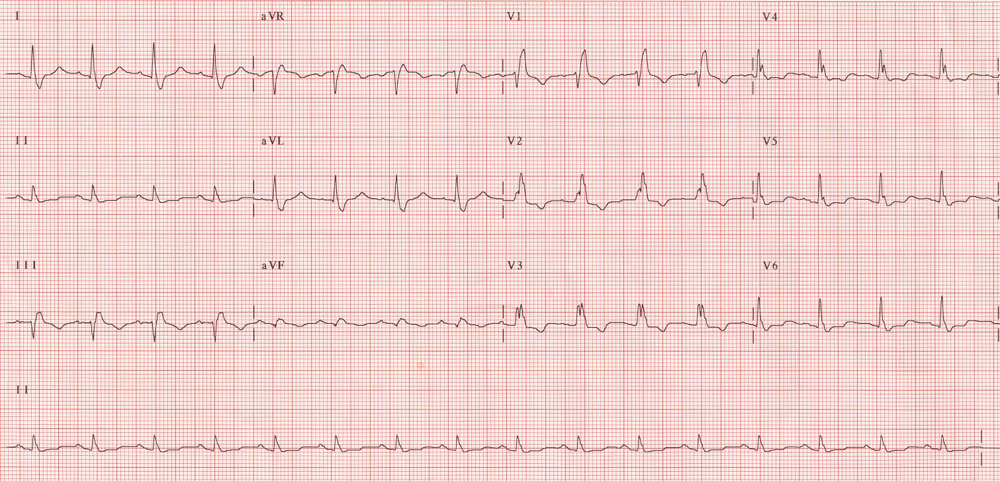 I aVR V1 V4
II aVL V2 V5
III aVF V3 V6
II